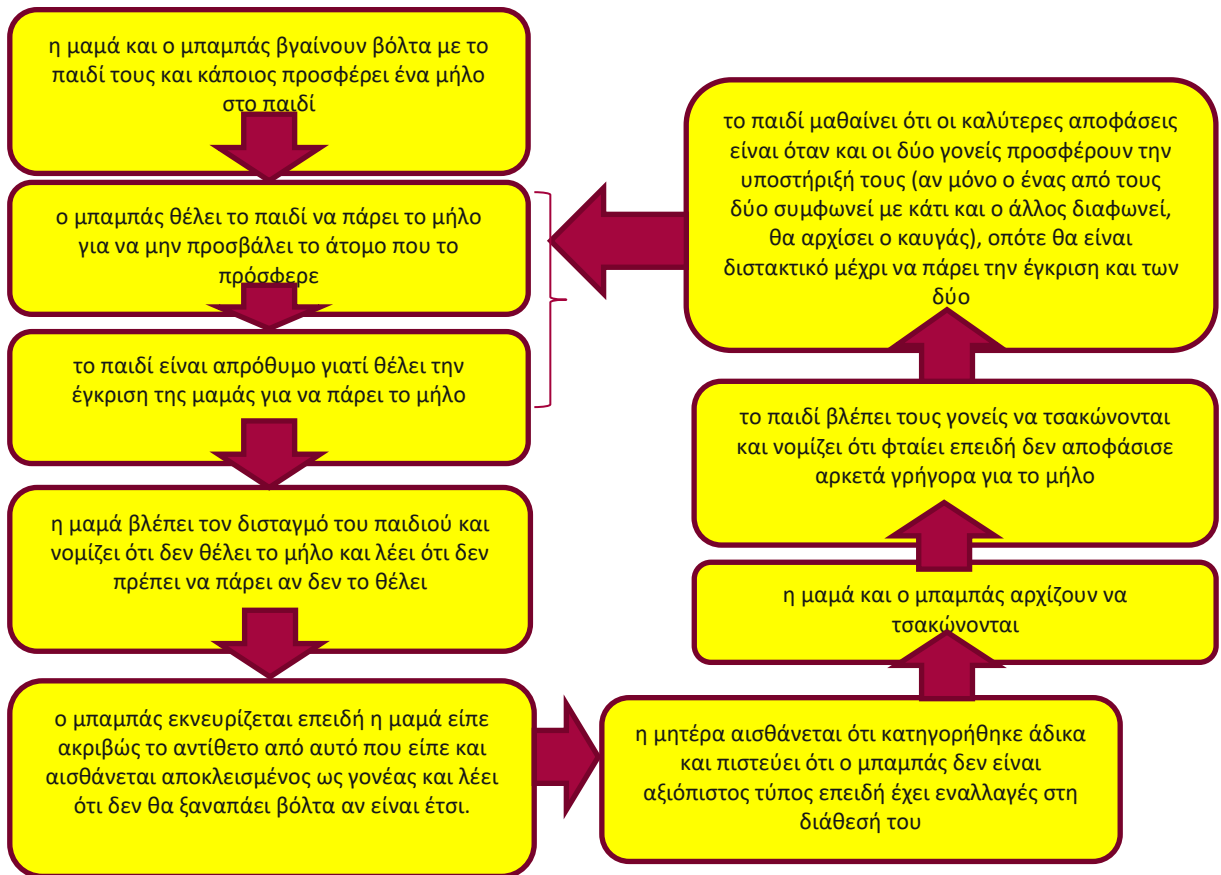 η μαμά και ο μπαμπάς βγαίνουν βόλτα με το
παιδί τους και κάποιος προσφέρει ένα μήλο
στο παιδί
ο μπαμπάς θέλει το παιδί να πάρει το μήλο
για να μην προσβάλει το άτομο που το
πρόσφερε
το παιδί είναι απρόθυμο γιατί θέλει την
έγκριση της μαμάς για να πάρει το μήλο
η μαμά βλέπει τον δισταγμό του παιδιού και
νομίζει ότι δεν θέλει το μήλο και λέει ότι δεν
πρέπει να πάρει αν δεν το θέλει
ο μπαμπάς εκνευρίζεται επειδή η μαμά είπε
ακριβώς το αντίθετο από αυτό που είπε και
αισθάνεται αποκλεισμένος ως γονέας και λέει
ότι δεν θα ξαναπάει βόλτα αν είναι έτσι.
η μητέρα αισθάνεται ότι κατηγορήθηκε άδικα
και πιστεύει ότι ο μπαμπάς δεν είναι
αξιόπιστος τύπος επειδή έχει εναλλαγές στη
διάθεσή του
η μαμά και ο μπαμπάς αρχίζουν να
τσακώνονται
το παιδί βλέπει τους γονείς να τσακώνονται
και νομίζει ότι φταίει επειδή δεν αποφάσισε
αρκετά γρήγορα για το μήλο
το παιδί μαθαίνει ότι οι καλύτερες αποφάσεις
είναι όταν και οι δύο γονείς προσφέρουν την
υποστήριξή τους (αν μόνο ο ένας από τους
δύο συμφωνεί με κάτι και ο άλλος διαφωνεί,
θα αρχίσει ο καυγάς), οπότε θα είναι
διστακτικό μέχρι να πάρει την έγκριση και των
δύο